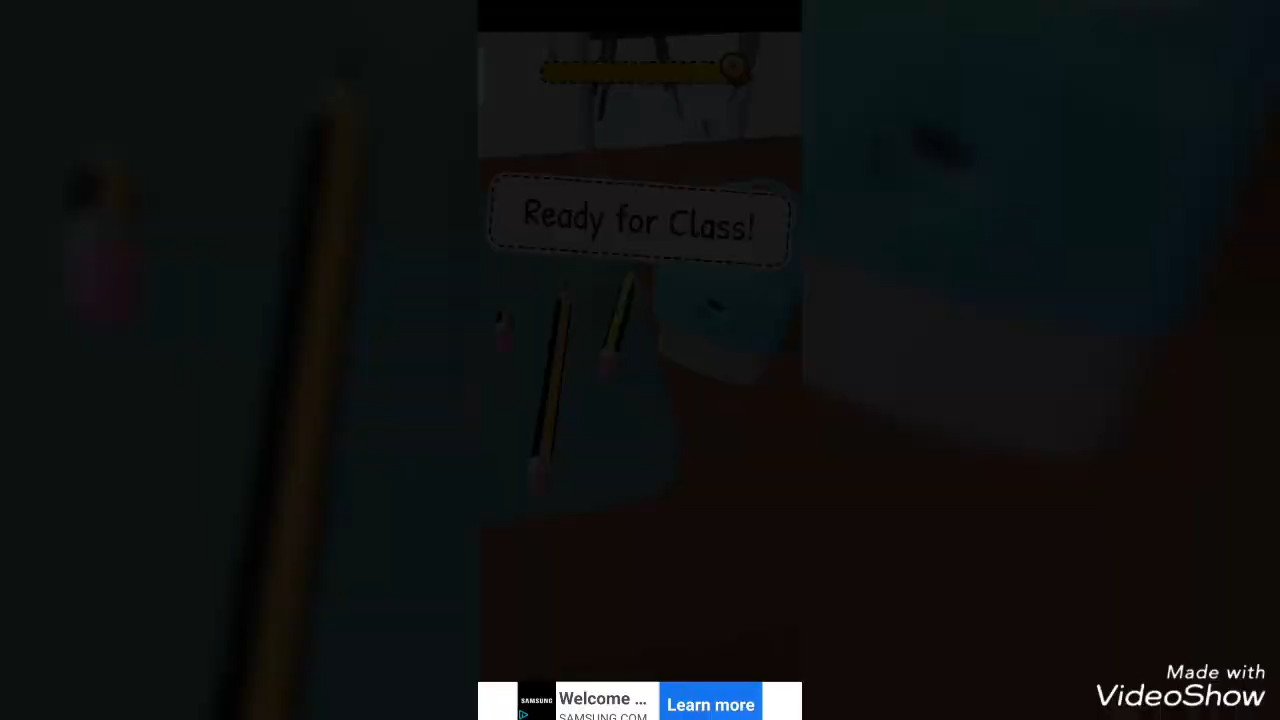 Ready for Class!
SAMSUNG
Welcome ...
SAMSUNG.COM
Learn more
Made with
VideoShow